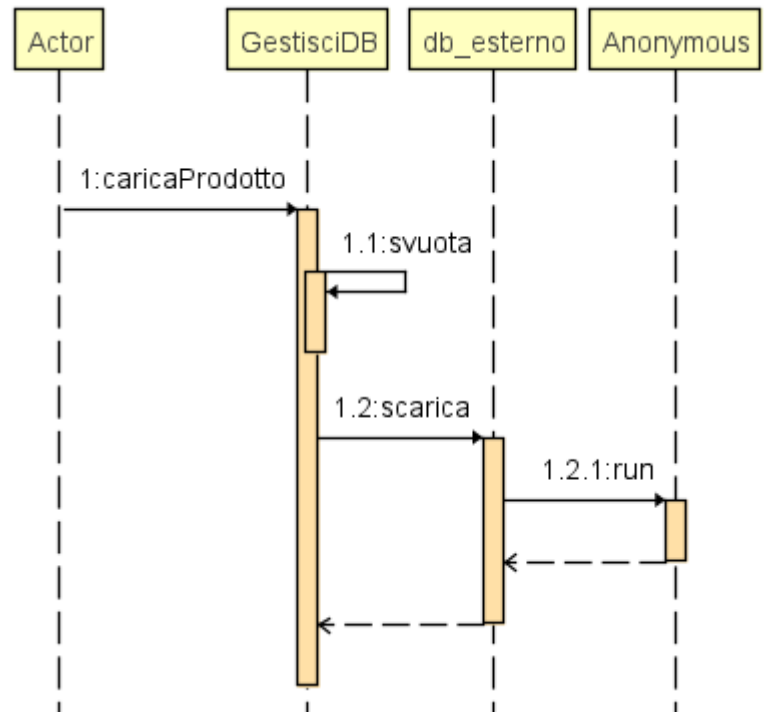 Actor
GestisciDB
db_esterno
Anonymous
1:caricaProdotto
1.1:svuota
1.2:scarica
1.2.1:run